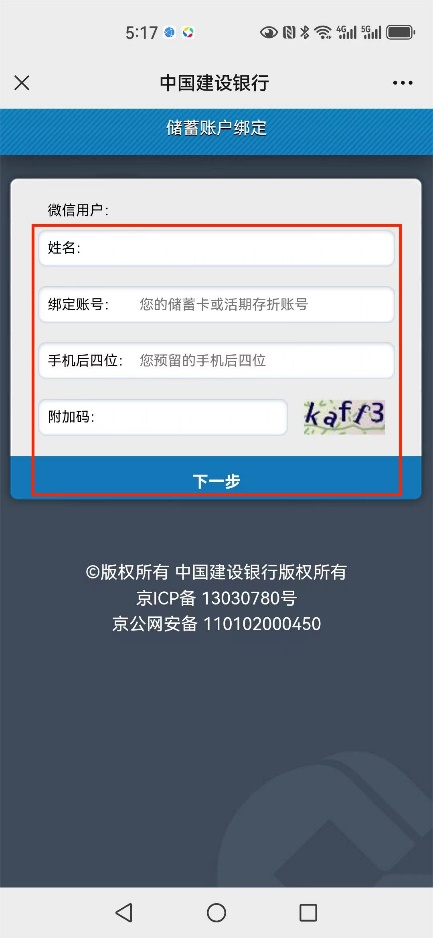 5:17
4G 5G
中国建设银行
储蓄账户绑定
微信用户：
姓名：
绑定账号： 您的储蓄卡或活期存折账号
手机后四位： 您预留的手机后四位
附加码： kaff3
下一步
©版权所有 中国建设银行版权所有
京ICP备 13030780号
京公网安备 110102000450